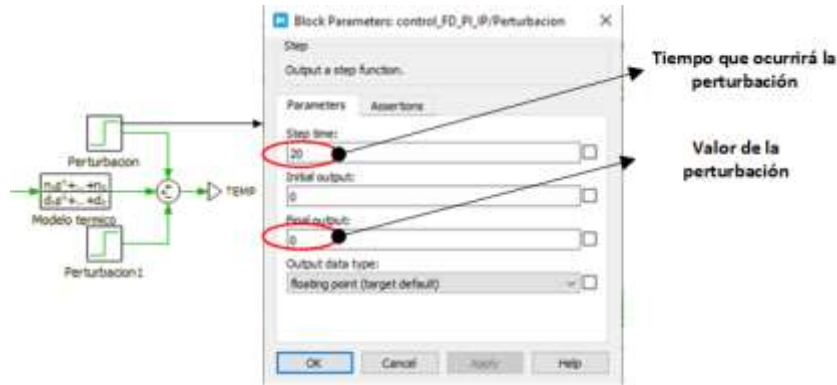 Block Parameters: control_FD_PI_IP/Perturbacion
Step
Output a step function.
Parameters Assertions
Step time:
20
Initial output:
0
Final output:
0
Output data type:
floating point (target default)
OK Cancel Apply Help
Perturbacion
Modelo termico
TEMP
Perturbacion1
Tiempo que ocurrirá la
perturbación
Valor de la
perturbación